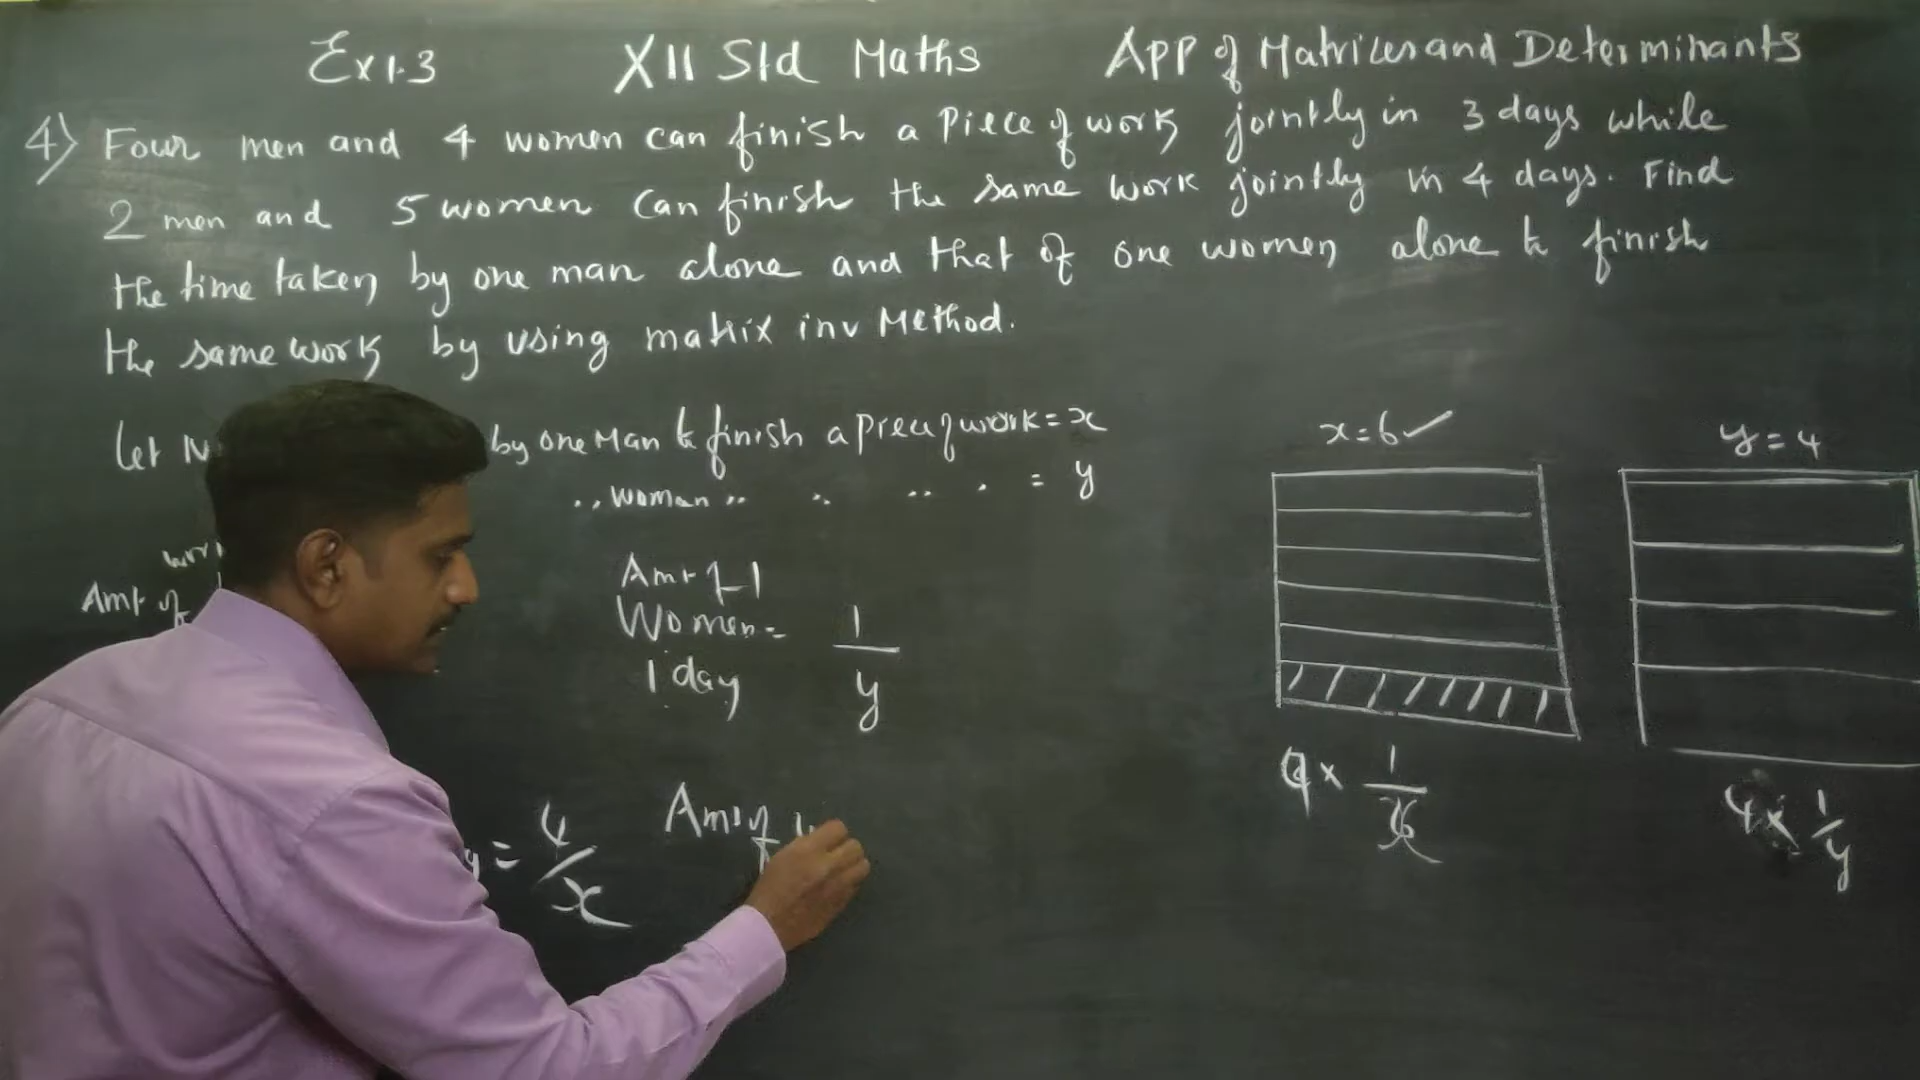 Ex 1.3 XII Std Maths App of Matrices and Determinants
4) Four men and 4 women can finish a piece of work jointly in 3 days while
2 men and 5 women can finish the same work jointly in 4 days. Find
the time taken by one man alone and that of one women alone to finish
the same work by using matrix inv Method.
Let by one Man to finish a piece of work = x
.. woman .. .. .. . = y
Amt of 1
Women =
1 day
1/y
Amt of
x = 6 ✓
y = 4
= 4/x
Amt of
4 × 1/x
4 × 1/y